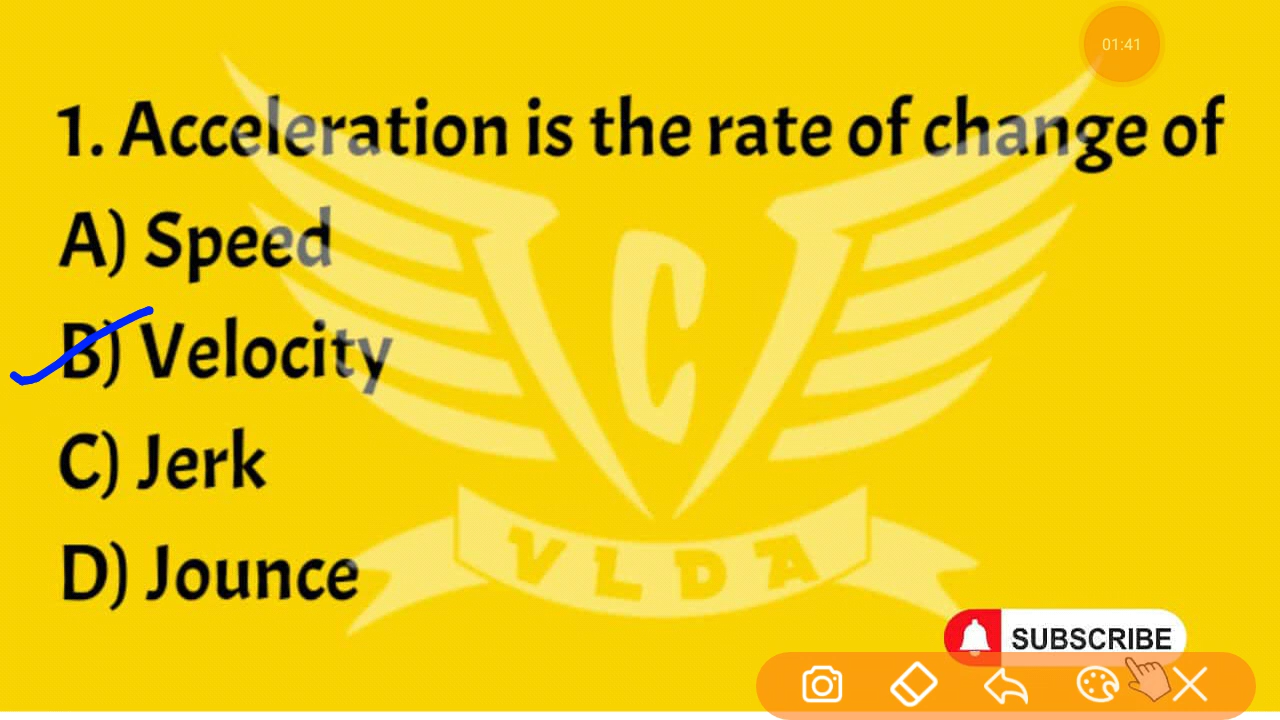 01:41
1. Acceleration is the rate of change of
A) Speed
B) Velocity
C) Jerk
D) Jounce
C
VLDA
SUBSCRIBE